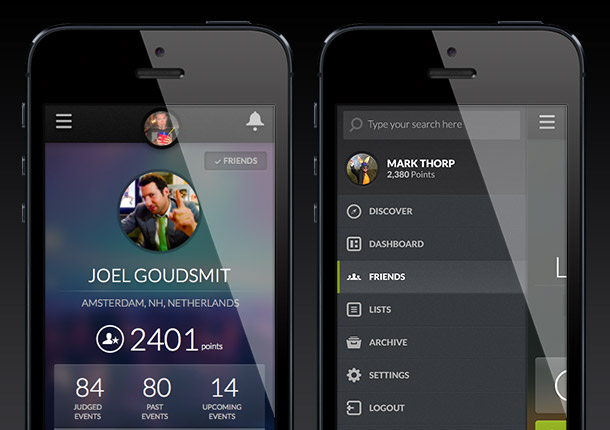 ✓ FRIENDS
JOEL GOUDSMIT
AMSTERDAM, NH, NETHERLANDS
2401 points
84 80 14
JUDGED PAST UPCOMING
EVENTS EVENTS EVENTS
Type your search here
MARK THORP
2,380 Points
DISCOVER
DASHBOARD
FRIENDS
LISTS
ARCHIVE
SETTINGS
LOGOUT
L